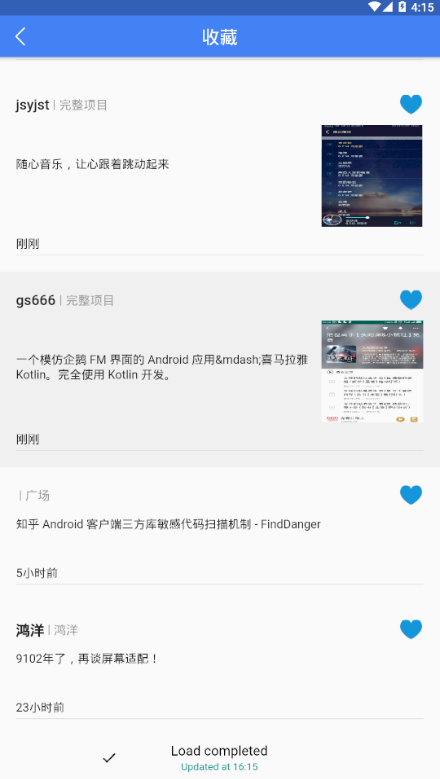 4:15
收藏
jsyjst | 完整项目
随心音乐，让心跟着跳动起来
刚刚
gs666 | 完整项目
一个模仿企鹅 FM 界面的 Android 应用&mdash;喜马拉雅
Kotlin。完全使用 Kotlin 开发。
刚刚
| 广场
知乎 Android 客户端三方库敏感代码扫描机制 - FindDanger
5小时前
鸿洋 | 鸿洋
9102年了，再谈屏幕适配！
23小时前
Load completed
Updated at 16:15